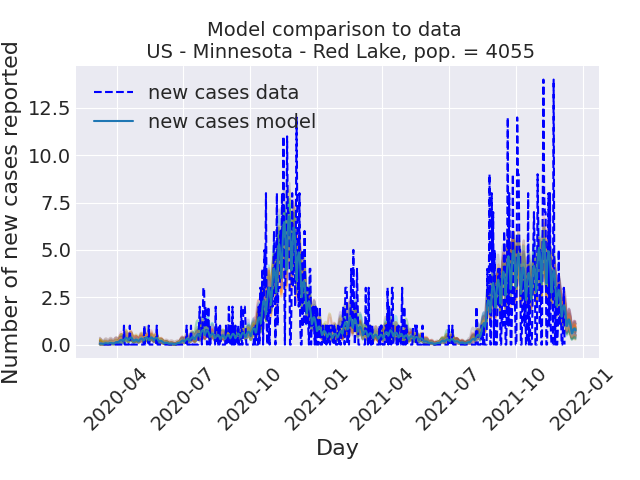 Model comparison to data
US - Minnesota - Red Lake, pop. = 4055
new cases data
new cases model
Number of new cases reported
12.5
10.0
7.5
5.0
2.5
0.0
2020-04
2020-07
2020-10
2021-01
2021-04
2021-07
2021-10
2022-01
Day